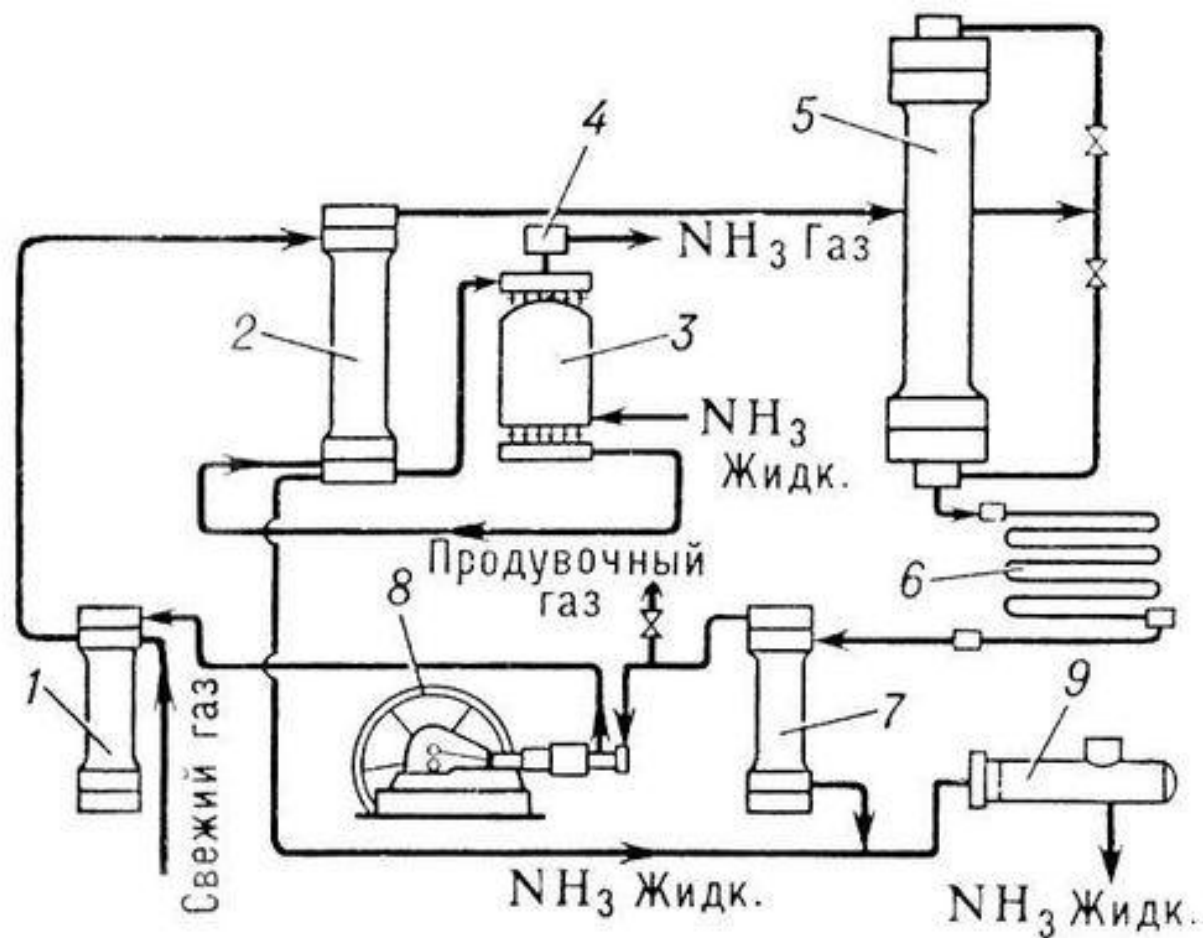 4
5
NH₃ Газ
2
3
NH₃
Жидк.
Продувочный
газ
6
8
1
Свежий газ
7
9
NH₃ Жидк.
NH₃ Жидк.